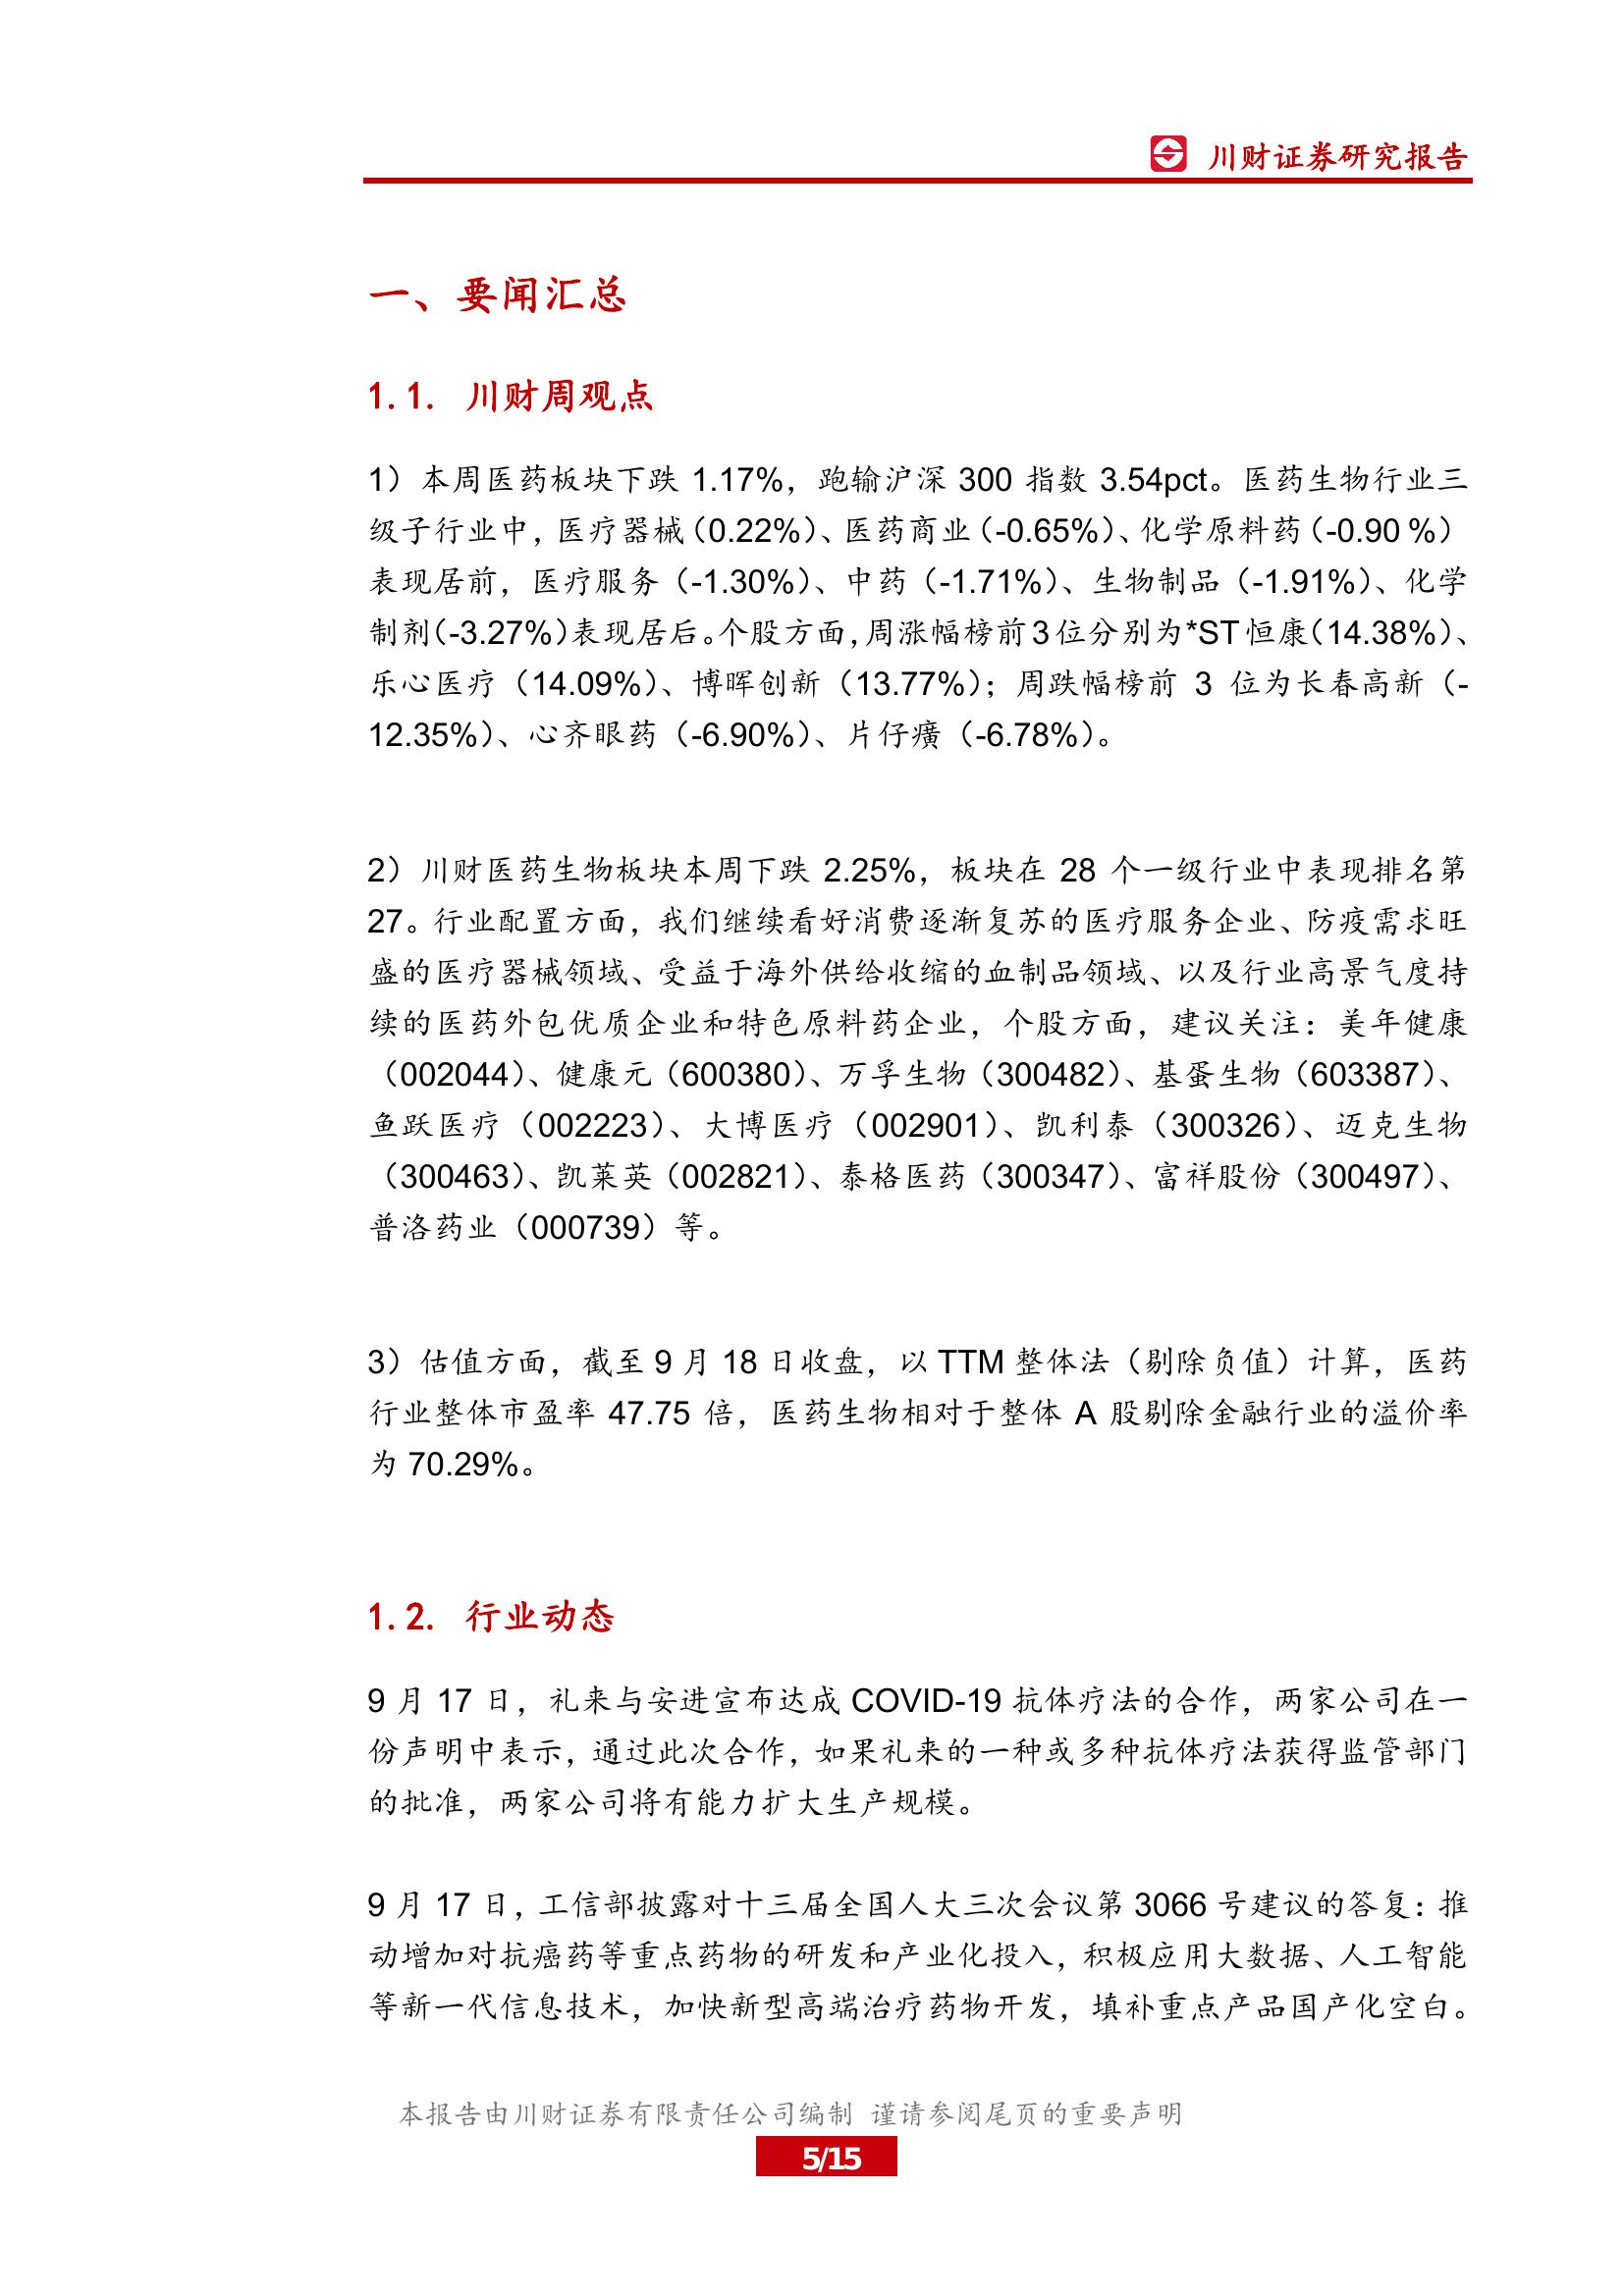 川财证券研究报告
一、要闻汇总
1.1. 川财周观点
1）本周医药板块下跌 1.17%，跑输沪深 300 指数 3.54pct。医药生物行业三
级子行业中，医疗器械（0.22%）、医药商业（-0.65%）、化学原料药（-0.90 %）
表现居前，医疗服务（-1.30%）、中药（-1.71%）、生物制品（-1.91%）、化学
制剂（-3.27%）表现居后。个股方面，周涨幅榜前 3 位分别为*ST 恒康（14.38%）、
乐心医疗（14.09%）、博晖创新（13.77%）；周跌幅榜前 3 位为长春高新（-
12.35%）、心齐眼药（-6.90%）、片仔癀（-6.78%）。
2）川财医药生物板块本周下跌 2.25%，板块在 28 个一级行业中表现排名第
27。行业配置方面，我们继续看好消费逐渐复苏的医疗服务企业、防疫需求旺
盛的医疗器械领域、受益于海外供给收缩的血制品领域、以及行业高景气度持
续的医药外包优质企业和特色原料药企业，个股方面，建议关注：美年健康
（002044）、健康元（600380）、万孚生物（300482）、基蛋生物（603387）、
鱼跃医疗（002223）、大博医疗（002901）、凯利泰（300326）、迈克生物
（300463）、凯莱英（002821）、泰格医药（300347）、富祥股份（300497）、
普洛药业（000739）等。
3）估值方面，截至 9 月 18 日收盘，以 TTM 整体法（剔除负值）计算，医药
行业整体市盈率 47.75 倍，医药生物相对于整体 A 股剔除金融行业的溢价率
为 70.29%。
1.2. 行业动态
9 月 17 日，礼来与安进宣布达成 COVID-19 抗体疗法的合作，两家公司在一
份声明中表示，通过此次合作，如果礼来的一种或多种抗体疗法获得监管部门
的批准，两家公司将有能力扩大生产规模。
9 月 17 日，工信部披露对十三届全国人大三次会议第 3066 号建议的答复：推
动增加对抗癌药等重点药物的研发和产业化投入，积极应用大数据、人工智能
等新一代信息技术，加快新型高端治疗药物开发，填补重点产品国产化空白。
本报告由川财证券有限责任公司编制 谨请参阅尾页的重要声明
5/15